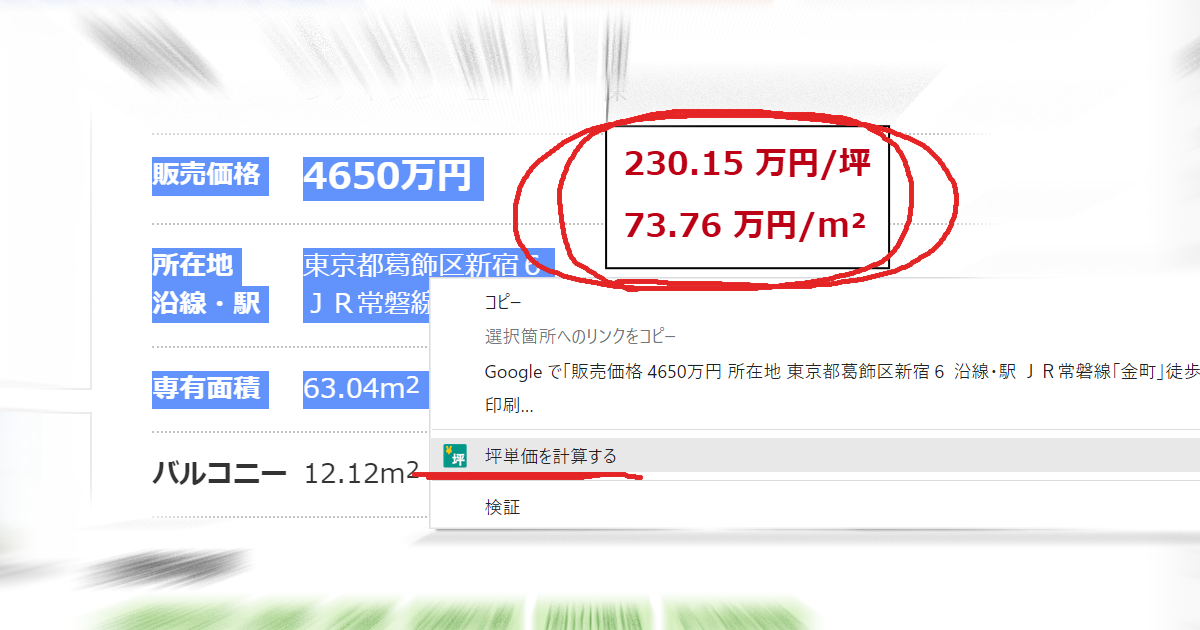 販売価格 4650万円
230.15 万円/坪
73.76 万円/m²
所在地 東京都葛飾区新宿６
沿線・駅 ＪＲ常磐線
専有面積 63.04m²
バルコニー 12.12m²
コピー
選択箇所へのリンクをコピー
Google で「販売価格 4650万円 所在地 東京都葛飾区新宿６ 沿線・駅 ＪＲ常磐線「金町」徒歩
印刷...
坪 坪単価を計算する
検証